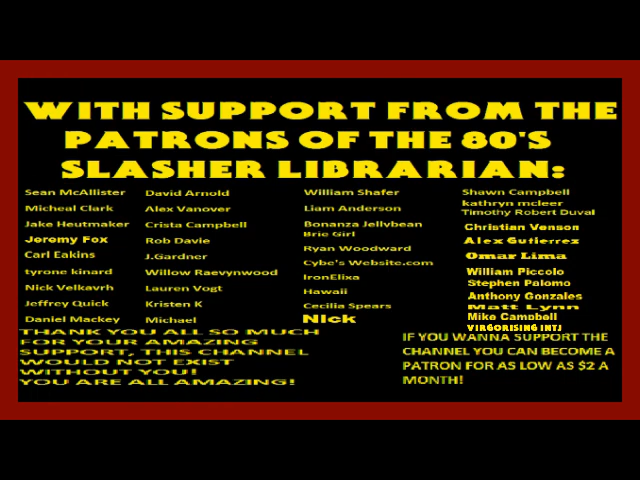 WITH SUPPORT FROM THE
PATRONS OF THE 80'S
SLASHER LIBRARIAN:
Sean McAllister
Micheal Clark
Jake Heutmaker
Jeremy Fox
Carl Eakins
tyrone kinard
Nick Velkavrh
Jeffrey Quick
Daniel Mackey
David Arnold
Alex Vanover
Crista Campbell
Rob Davie
J.Gardner
Willow Raevynwood
Lauren Vogt
Kristen K
Michael
William Shafer
Liam Anderson
Bonanza Jellybean
Brie Girl
Ryan Woodward
Cybe's Website.com
IronElixa
Hawaii
Cecilia Spears
Nick
Shawn Campbell
kathryn mcleer
Timothy Robert Duval
Christian Venson
Alex Gutierrez
Omar Lima
William Piccolo
Stephen Palomo
Anthony Gonzales
Matt Lynn
Mike Campbell
VIRGORISING INTJ
THANK YOU ALL SO MUCH
FOR YOUR AMAZING
SUPPORT, THIS CHANNEL
WOULD NOT EXIST
WITHOUT YOU!
YOU ARE ALL AMAZING!
IF YOU WANNA SUPPORT THE
CHANNEL YOU CAN BECOME A
PATRON FOR AS LOW AS $2 A
MONTH!